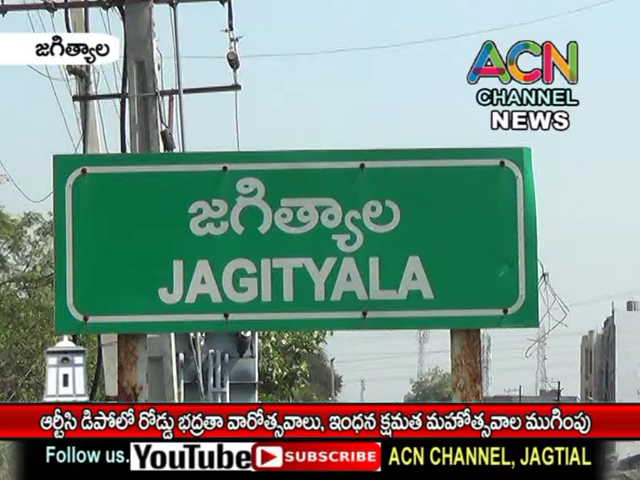 జగిత్యాల
ACN
CHANNEL
NEWS
జగిత్యాల
JAGITYALA
ఆర్టీసి డిపోలో రోడ్డు భద్రతా వారోత్సవాలు, ఇంధన క్షమత మహోత్సవాల ముగింపు
Follow us. YouTube SUBSCRIBE ACN CHANNEL, JAGTIAL